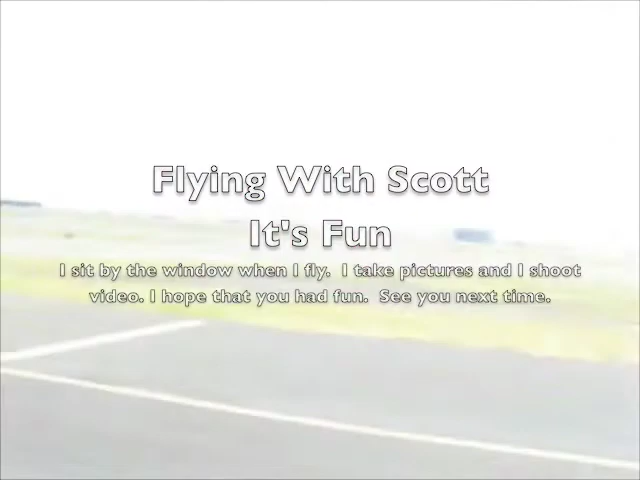 Flying With Scott
It's Fun
I sit by the window when I fly.  I take pictures and I shoot
video. I hope that you had fun.  See you next time.